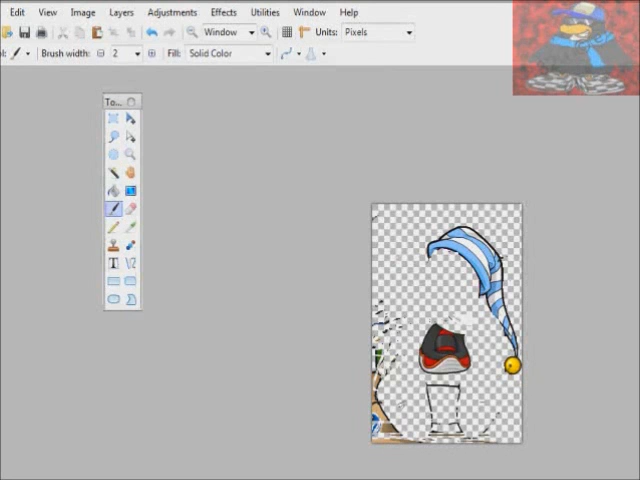 Edit View Image Layers Adjustments Effects Utilities Window Help
Window Units: Pixels
Brush width: 2 Fill: Solid Color
To...
T